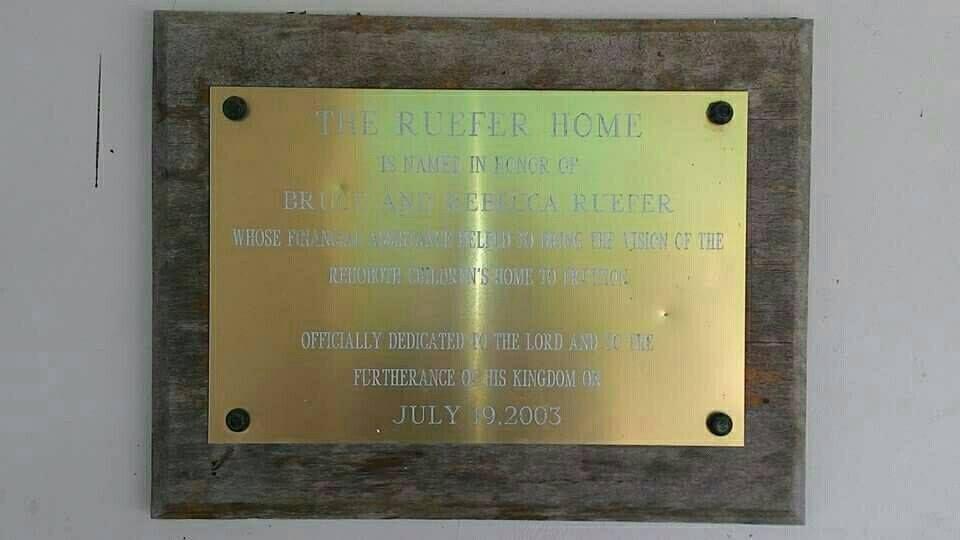 THE RUEFER HOME
IS NAMED IN HONOR OF
BRUCE AND REBECCA RUEFER
WHOSE FINANCIAL ASSISTANCE HELPED TO BRING THE VISION OF THE
REHOBOTH CHILDREN'S HOME TO FRUITION
OFFICIALLY DEDICATED TO THE LORD AND TO THE
FURTHERANCE OF HIS KINGDOM ON
JULY 19,2003